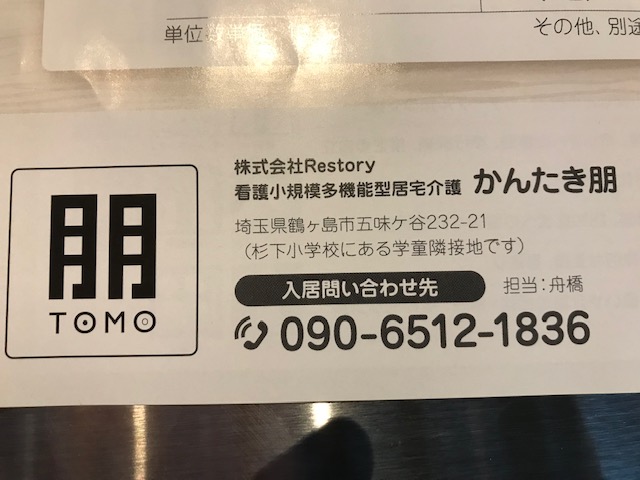 単位
その他、別途
朋
TOMO
株式会社Restory
看護小規模多機能型居宅介護 かんたき朋
埼玉県鶴ヶ島市五味ケ谷232-21
(杉下小学校にある学童隣接地です)
入居問い合わせ先 担当:舟橋
090-6512-1836